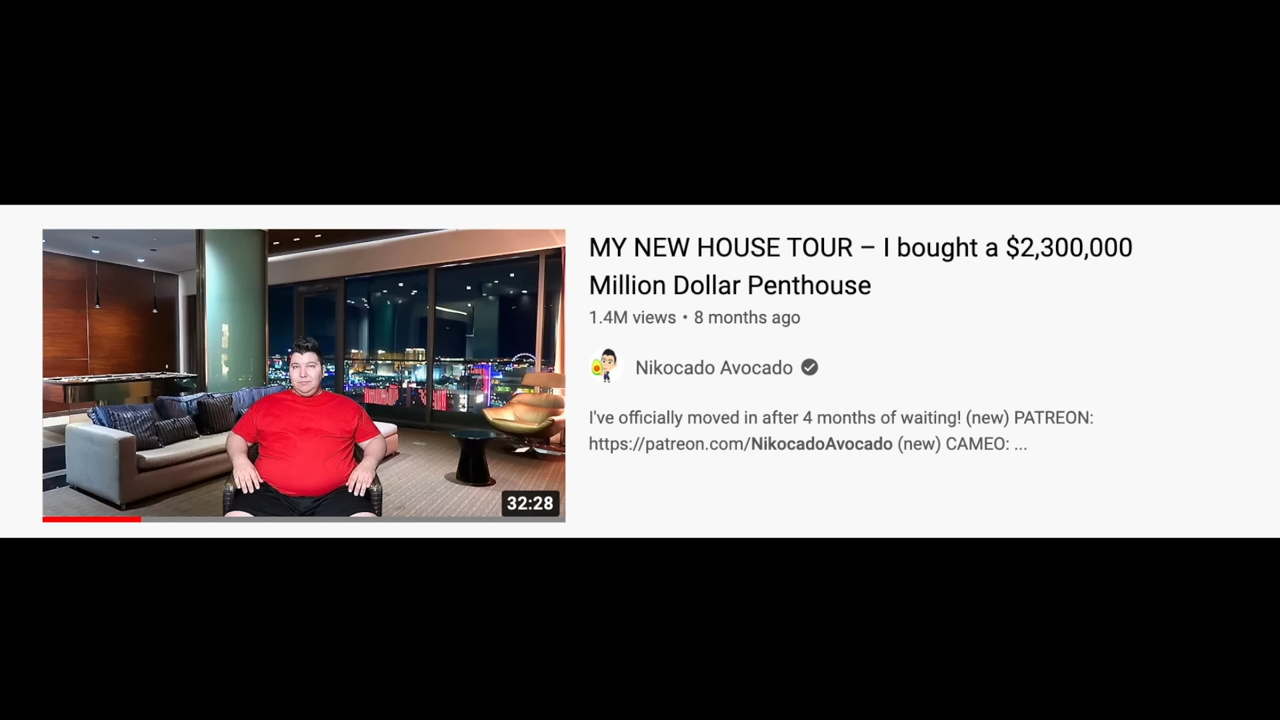 MY NEW HOUSE TOUR – I bought a $2,300,000
Million Dollar Penthouse
1.4M views • 8 months ago
Nikocado Avocado
I've officially moved in after 4 months of waiting! (new) PATREON:
https://patreon.com/NikocadoAvocado (new) CAMEO: ...
32:28